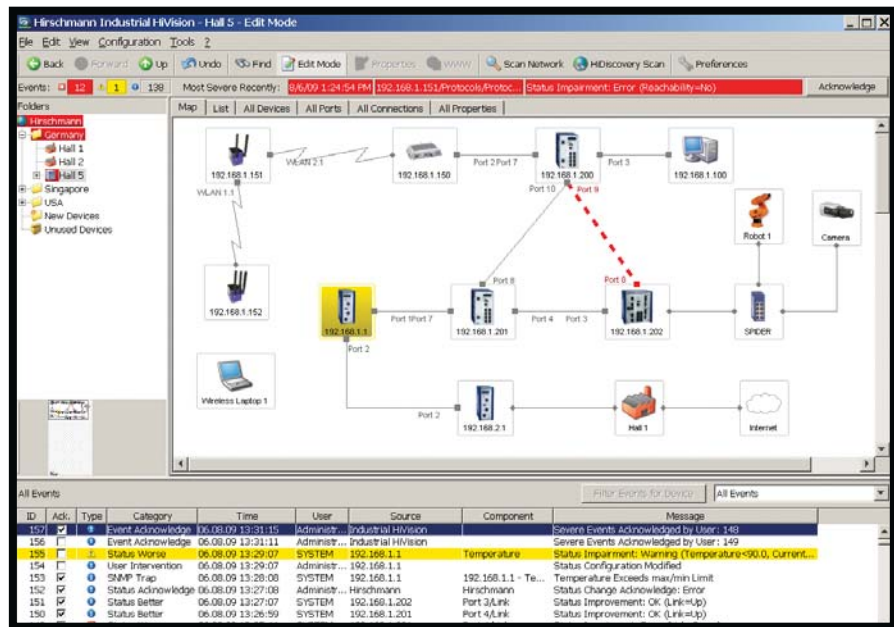 Hirschmann Industrial HiVision - Hall 5 - Edit Mode
File Edit View Configuration Tools ?
Back Forward Up Undo Find Edit Mode Properties WWW Scan Network HiDiscovery Scan Preferences
Events: 12 1 138 Most Severe Recently: 8/6/09 1:24:54 PM 192.168.1.151/Protocols/Protoc... Status Impairment: Error (Reachability=No) Acknowledge
Folders
Map List All Devices All Ports All Connections All Properties
Hirschmann
Germany
Hall 1
Hall 2
Hall 5
Singapore
USA
New Devices
Unused Devices
192.168.1.151
WLAN 2.1
192.168.1.150
Port 2 Port 7
192.168.1.200
Port 3
192.168.1.100
WLAN 1.1
Port 10
Port 9
Robot 1
Camera
192.168.1.152
Port 8
Port 8
192.168.1.1
Port 1 Port 7
192.168.1.201
Port 4 Port 3
192.168.1.202
SPIDER
Port 2
Wireless Laptop 1
Port 2
192.168.2.1
Hall 1
Internet
All Events
Filter Events for Device
All Events
ID Ack. Type Category Time User Source Component Message
157 Event Acknowledge 06.08.09 13:31:15 Administr... Industrial HiVision Severe Events Acknowledged by User: 148
156 Event Acknowledge 06.08.09 13:31:11 Administr... Industrial HiVision Severe Events Acknowledged by User: 149
155 Status Worse 06.08.09 13:29:07 SYSTEM 192.168.1.1 Temperature Status Impairment: Warning (Temperature<90.0, Current...
154 User Intervention 06.08.09 13:29:07 SYSTEM 192.168.1.1 Status Configuration Modified
153 SNMP Trap 06.08.09 13:28:08 SYSTEM 192.168.1.1 192.168.1.1 - Te... Temperature Exceeds max/min Limit
152 Status Acknowledge 06.08.09 13:27:08 Administr... Hirschmann Hirschmann Status Change Acknowledge: Error
151 Status Better 06.08.09 13:27:07 SYSTEM 192.168.1.202 Port 3/Link Status Improvement: OK (Link=Up)
150 Status Better 06.08.09 13:26:59 SYSTEM 192.168.1.201 Port 4/Link Status Improvement: OK (Link=Up)